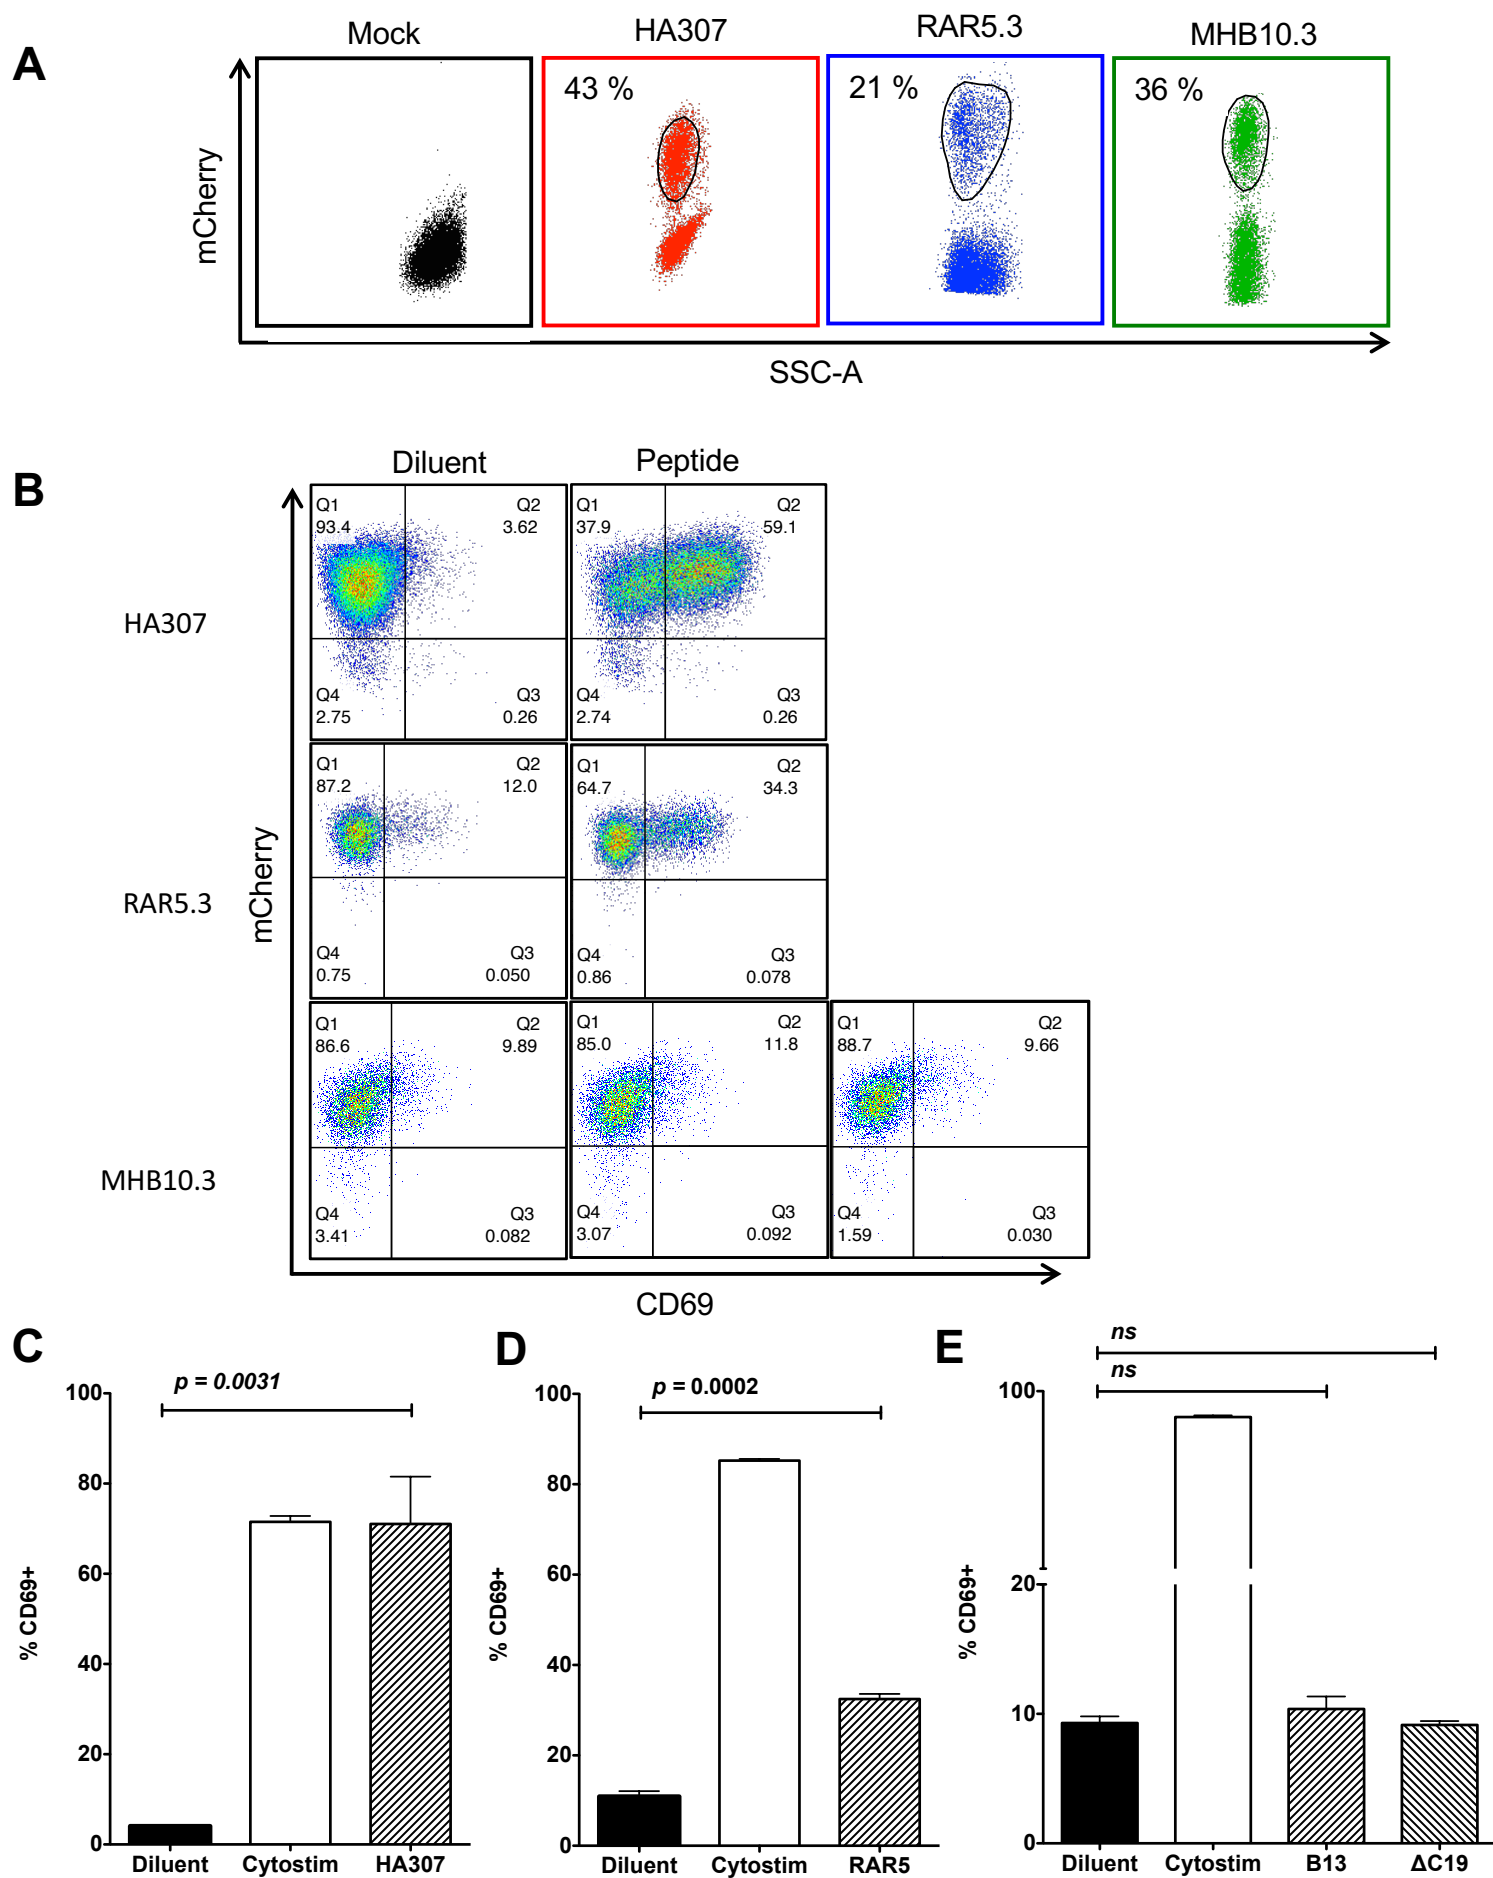 A
Mock
HA307
RAR5.3
MHB10.3
43 %
21 %
36 %
mCherry
SSC-A
B
Diluent
Peptide
HA307
Q1
93.4
Q2
3.62
Q4
2.75
Q3
0.26
Q1
37.9
Q2
59.1
Q4
2.74
Q3
0.26
RAR5.3
Q1
87.2
Q2
12.0
Q4
0.75
Q3
0.050
Q1
64.7
Q2
34.3
Q4
0.86
Q3
0.078
MHB10.3
Q1
86.6
Q2
9.89
Q4
3.41
Q3
0.082
Q1
85.0
Q2
11.8
Q4
3.07
Q3
0.092
Q1
88.7
Q2
9.66
Q4
1.59
Q3
0.030
mCherry
CD69
C
p = 0.0031
% CD69+
100
80
60
40
20
0
Diluent Cytostim HA307
D
p = 0.0002
% CD69+
100
80
60
40
20
0
Diluent Cytostim RAR5
E
ns
ns
% CD69+
100
20
10
0
Diluent Cytostim B13 ΔC19